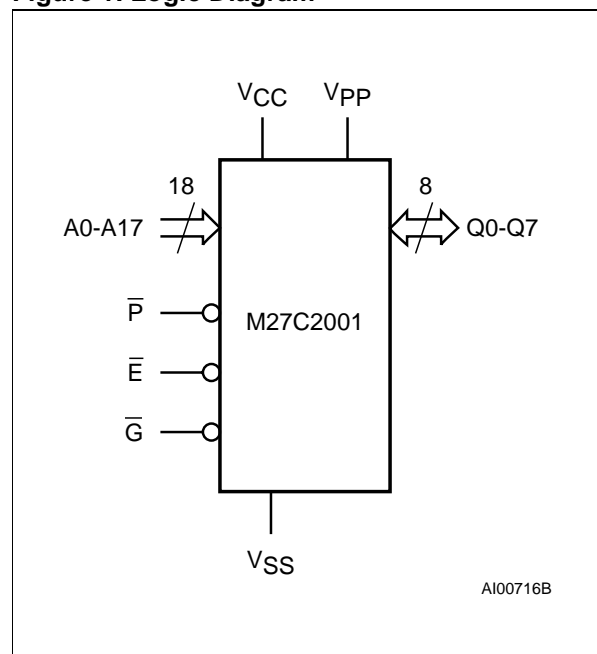 Figure 1. Logic Diagram
VCC VPP
18 8
A0-A17 Q0-Q7
P̅
M27C2001
E̅
G̅
VSS
AI00716B